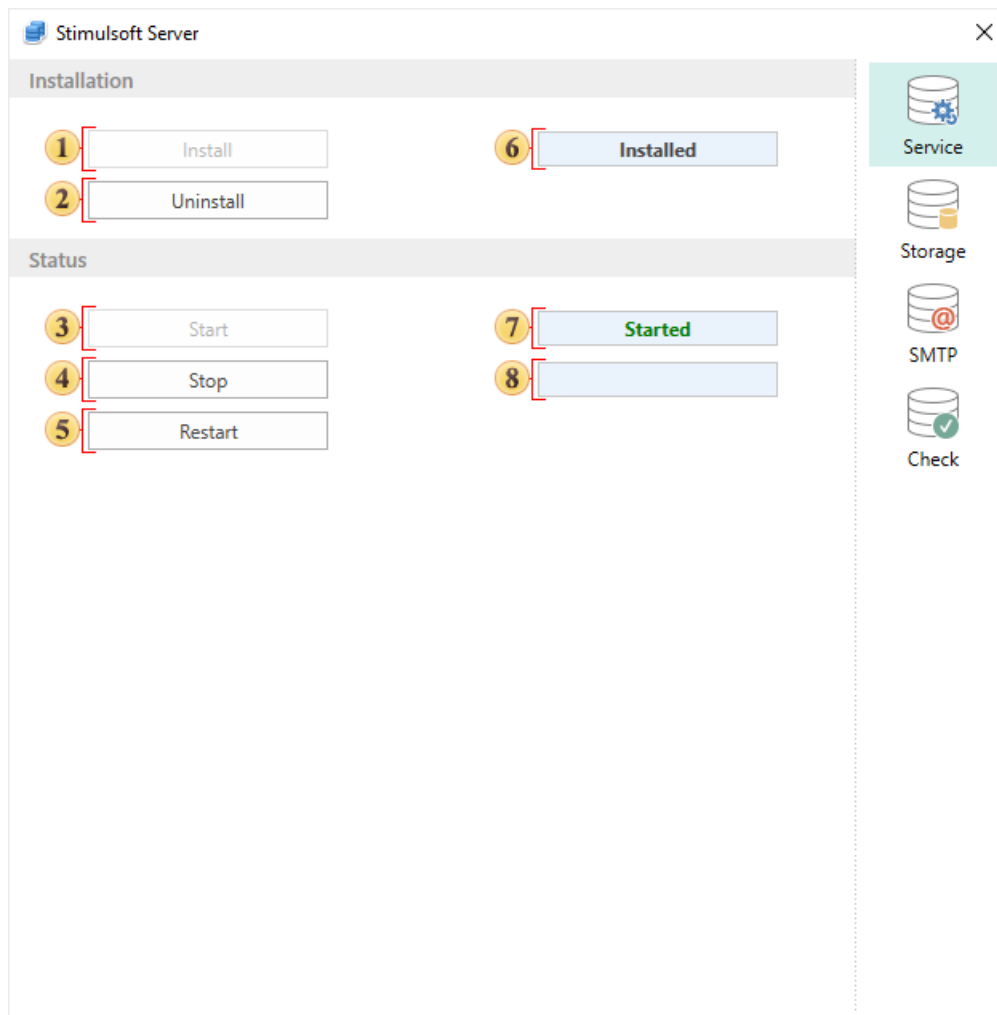 Stimulsoft Server
Installation
1 Install
6 Installed
2 Uninstall
Status
3 Start
7 Started
4 Stop
8
5 Restart
Service
Storage
@
SMTP
Check